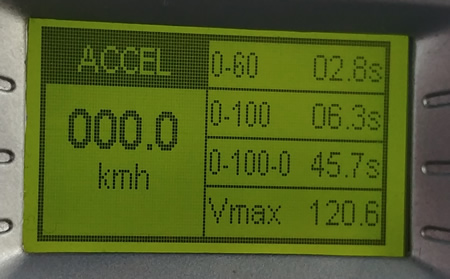 ACCEL
000.0
kmh
0-60 02.8s
0-100 06.3s
0-100-0 45.7s
Vmax 120.6